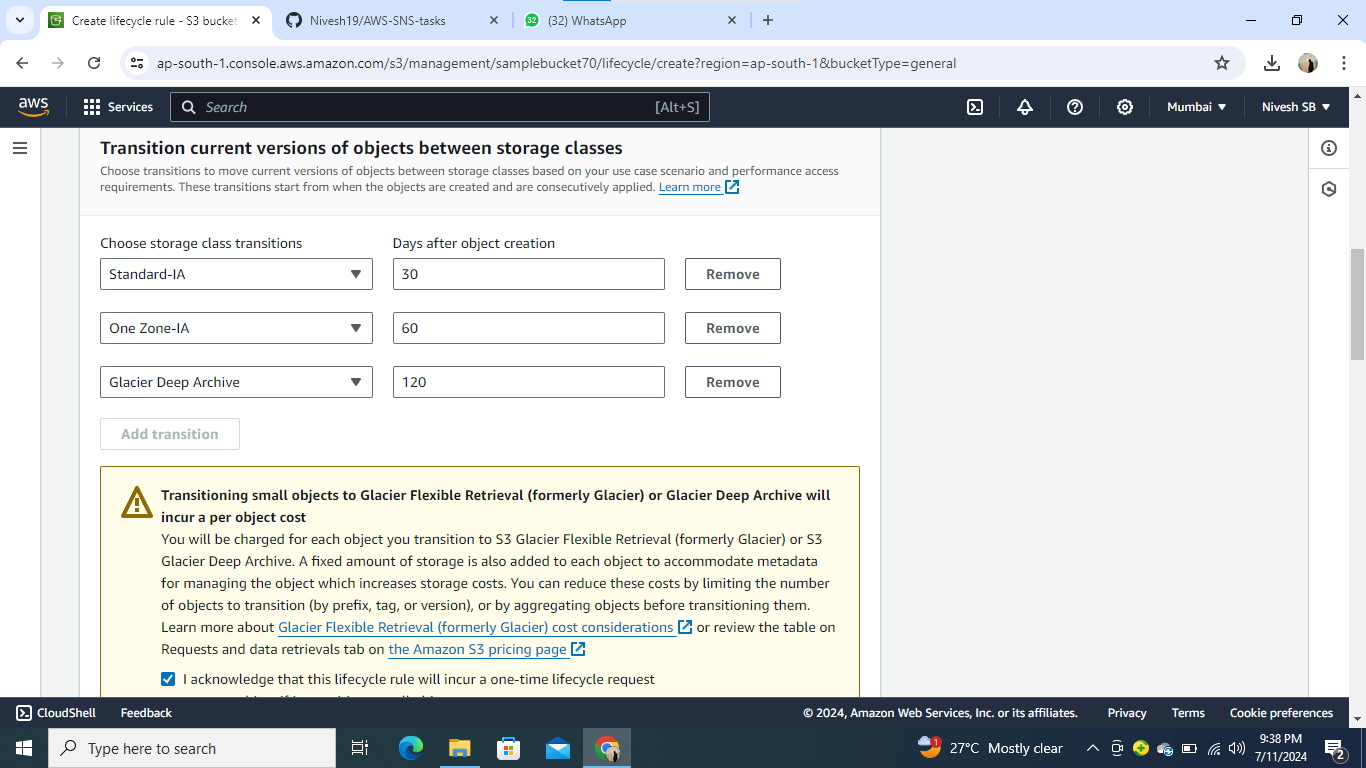 Create lifecycle rule - S3 bucket
Nivesh19/AWS-SNS-tasks
32
(32) WhatsApp
ap-south-1.console.aws.amazon.com/s3/management/samplebucket70/lifecycle/create?region=ap-south-1&bucketType=general
aws
Services
Search
[Alt+S]
Mumbai
Nivesh SB
Transition current versions of objects between storage classes
Choose transitions to move current versions of objects between storage classes based on your use case scenario and performance access
requirements. These transitions start from when the objects are created and are consecutively applied. Learn more
Choose storage class transitions
Days after object creation
Standard-IA
30
Remove
One Zone-IA
60
Remove
Glacier Deep Archive
120
Remove
Add transition
Transitioning small objects to Glacier Flexible Retrieval (formerly Glacier) or Glacier Deep Archive will
incur a per object cost
You will be charged for each object you transition to S3 Glacier Flexible Retrieval (formerly Glacier) or S3
Glacier Deep Archive. A fixed amount of storage is also added to each object to accommodate metadata
for managing the object which increases storage costs. You can reduce these costs by limiting the number
of objects to transition (by prefix, tag, or version), or by aggregating objects before transitioning them.
Learn more about Glacier Flexible Retrieval (formerly Glacier) cost considerations or review the table on
Requests and data retrievals tab on the Amazon S3 pricing page
I acknowledge that this lifecycle rule will incur a one-time lifecycle request
CloudShell
Feedback
© 2024, Amazon Web Services, Inc. or its affiliates.
Privacy
Terms
Cookie preferences
Type here to search
1
27°C Mostly clear
9:38 PM
7/11/2024
2